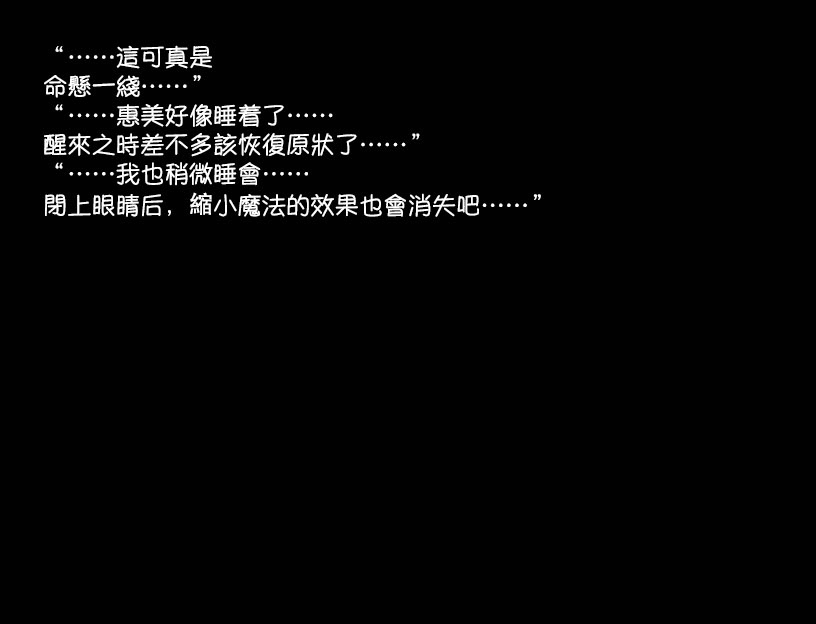 “……這可真是
命懸一綫……”
“……惠美好像睡着了……
醒來之時差不多該恢復原狀了……”
“……我也稍微睡會……
閉上眼睛后，縮小魔法的效果也會消失吧……”